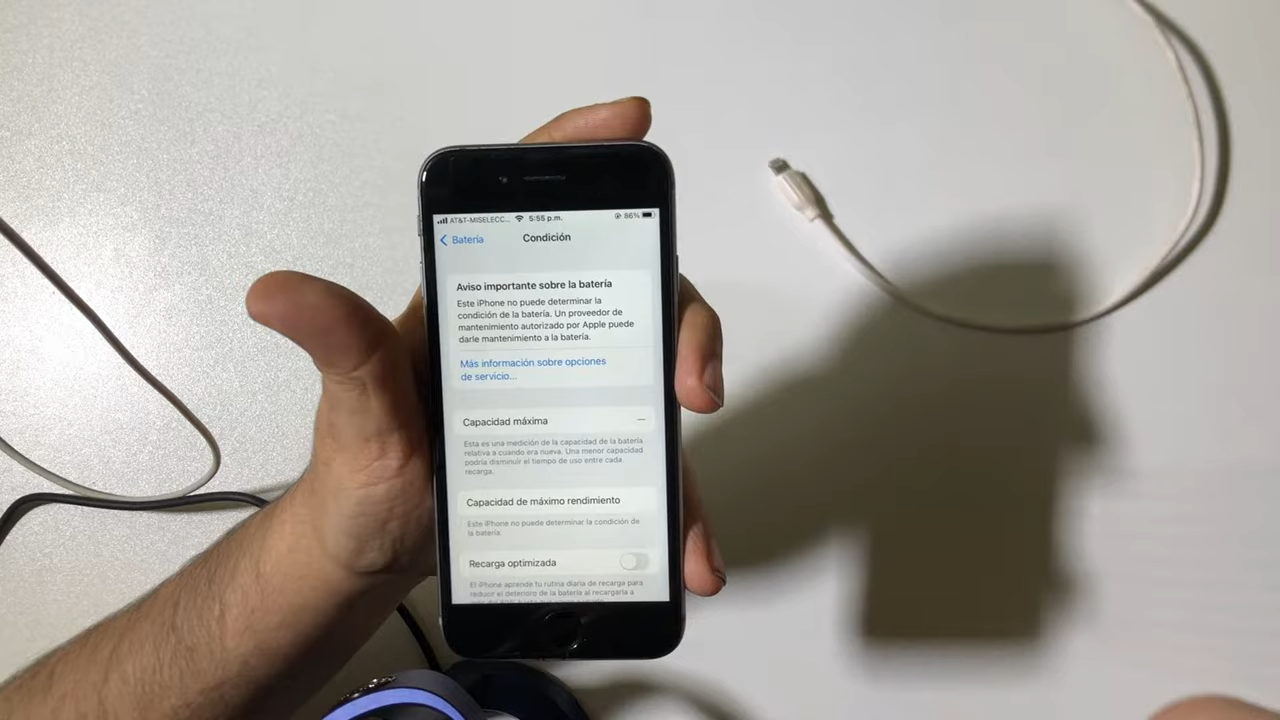 AT&T-MISELECC... 5:55 p.m. 86%
Batería Condición
Aviso importante sobre la batería
Este iPhone no puede determinar la
condición de la batería. Un proveedor de
mantenimiento autorizado por Apple puede
darle mantenimiento a la batería.
Más información sobre opciones
de servicio...
Capacidad máxima —
Esta es una medición de la capacidad de la batería
relativa a cuando era nueva. Una menor capacidad
podría disminuir el tiempo de uso entre cada
recarga.
Capacidad de máximo rendimiento
Este iPhone no puede determinar la condición de
la batería.
Recarga optimizada
El iPhone aprende tu rutina diaria de recarga para
reducir el deterioro de la batería al recargarla a